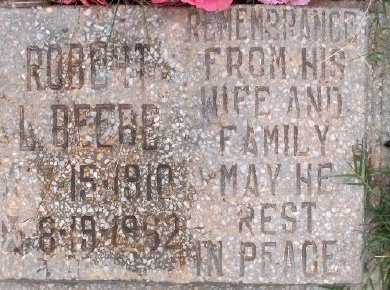 ROBERT
L. BEEBE
7-15-1910
8-19-1952
REMEMBRANCE
FROM HIS
WIFE AND
FAMILY
MAY HE
REST
IN PEACE